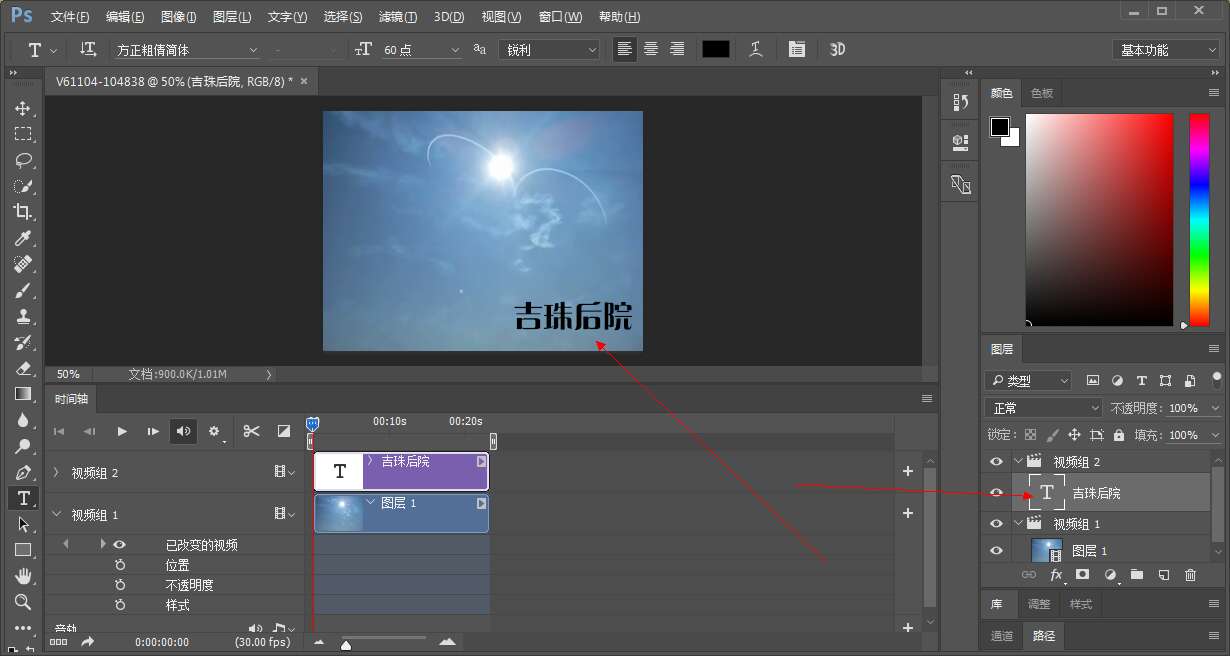 Ps 文件(F) 编辑(E) 图像(I) 图层(L) 文字(Y) 选择(S) 滤镜(T) 3D(D) 视图(V) 窗口(W) 帮助(H)
T 方正粗倩简体 - T 60 点 aa 锐利 3D 基本功能
V61104-104838 @ 50% (吉珠后院, RGB/8) *
颜色 色板
吉珠后院
50% 文档:900.0K/1.01M
时间轴
00:10s 00:20s
视频组 2
T 吉珠后院
视频组 1
图层 1
已改变的视频
位置
不透明度
样式
音轨
0:00:00:00 (30.00 fps)
图层
类型
正常 不透明度: 100%
锁定: 填充: 100%
视频组 2
T 吉珠后院
视频组 1
图层 1
fx
库 调整 样式
通道 路径